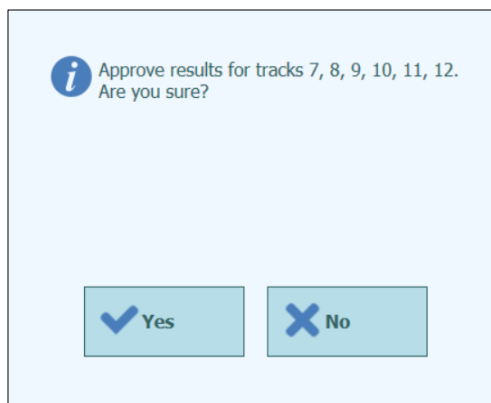 Approve results for tracks 7, 8, 9, 10, 11, 12.
Are you sure?
Yes
No